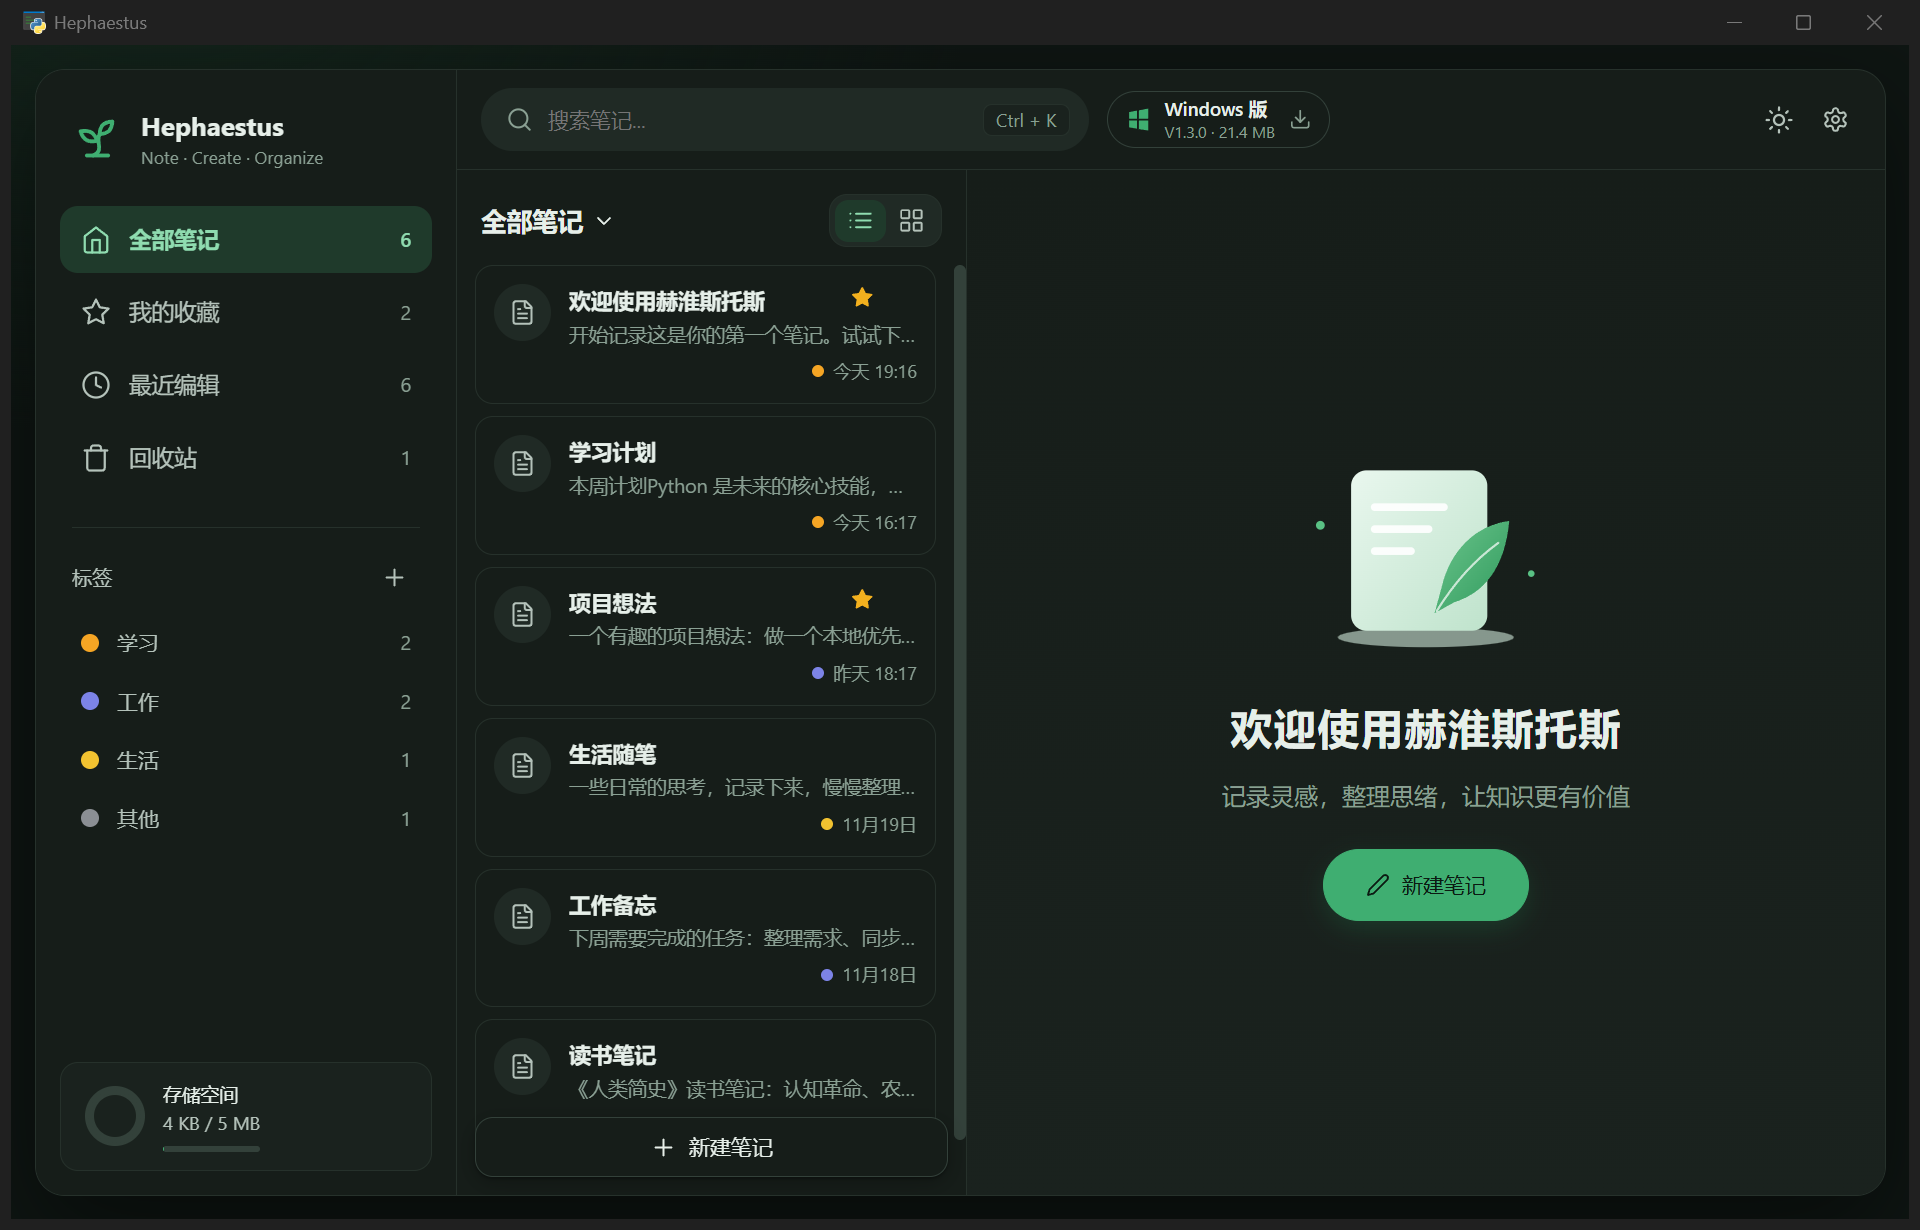 Hephaestus
Hephaestus
Note · Create · Organize
全部笔记 6
我的收藏 2
最近编辑 6
回收站 1
标签
学习 2
工作 2
生活 1
其他 1
存储空间
4 KB / 5 MB
搜索笔记...
Ctrl + K
Windows 版
V1.3.0 · 21.4 MB
全部笔记
欢迎使用赫淮斯托斯
开始记录这是你的第一个笔记。试试下...
今天 19:16
学习计划
本周计划Python 是未来的核心技能，...
今天 16:17
项目想法
一个有趣的项目想法：做一个本地优先...
昨天 18:17
生活随笔
一些日常的思考，记录下来，慢慢整理...
11月19日
工作备忘
下周需要完成的任务：整理需求、同步...
11月18日
读书笔记
《人类简史》读书笔记：认知革命、农...
新建笔记
欢迎使用赫淮斯托斯
记录灵感，整理思绪，让知识更有价值
新建笔记